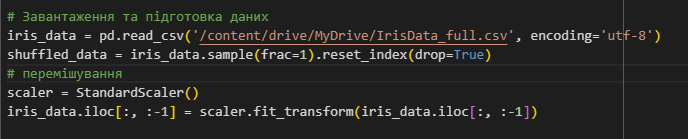 # Завантаження та підготовка даних
iris_data = pd.read_csv('/content/drive/MyDrive/IrisData_full.csv', encoding='utf-8')
shuffled_data = iris_data.sample(frac=1).reset_index(drop=True)
# перемішування
scaler = StandardScaler()
iris_data.iloc[:, :-1] = scaler.fit_transform(iris_data.iloc[:, :-1])